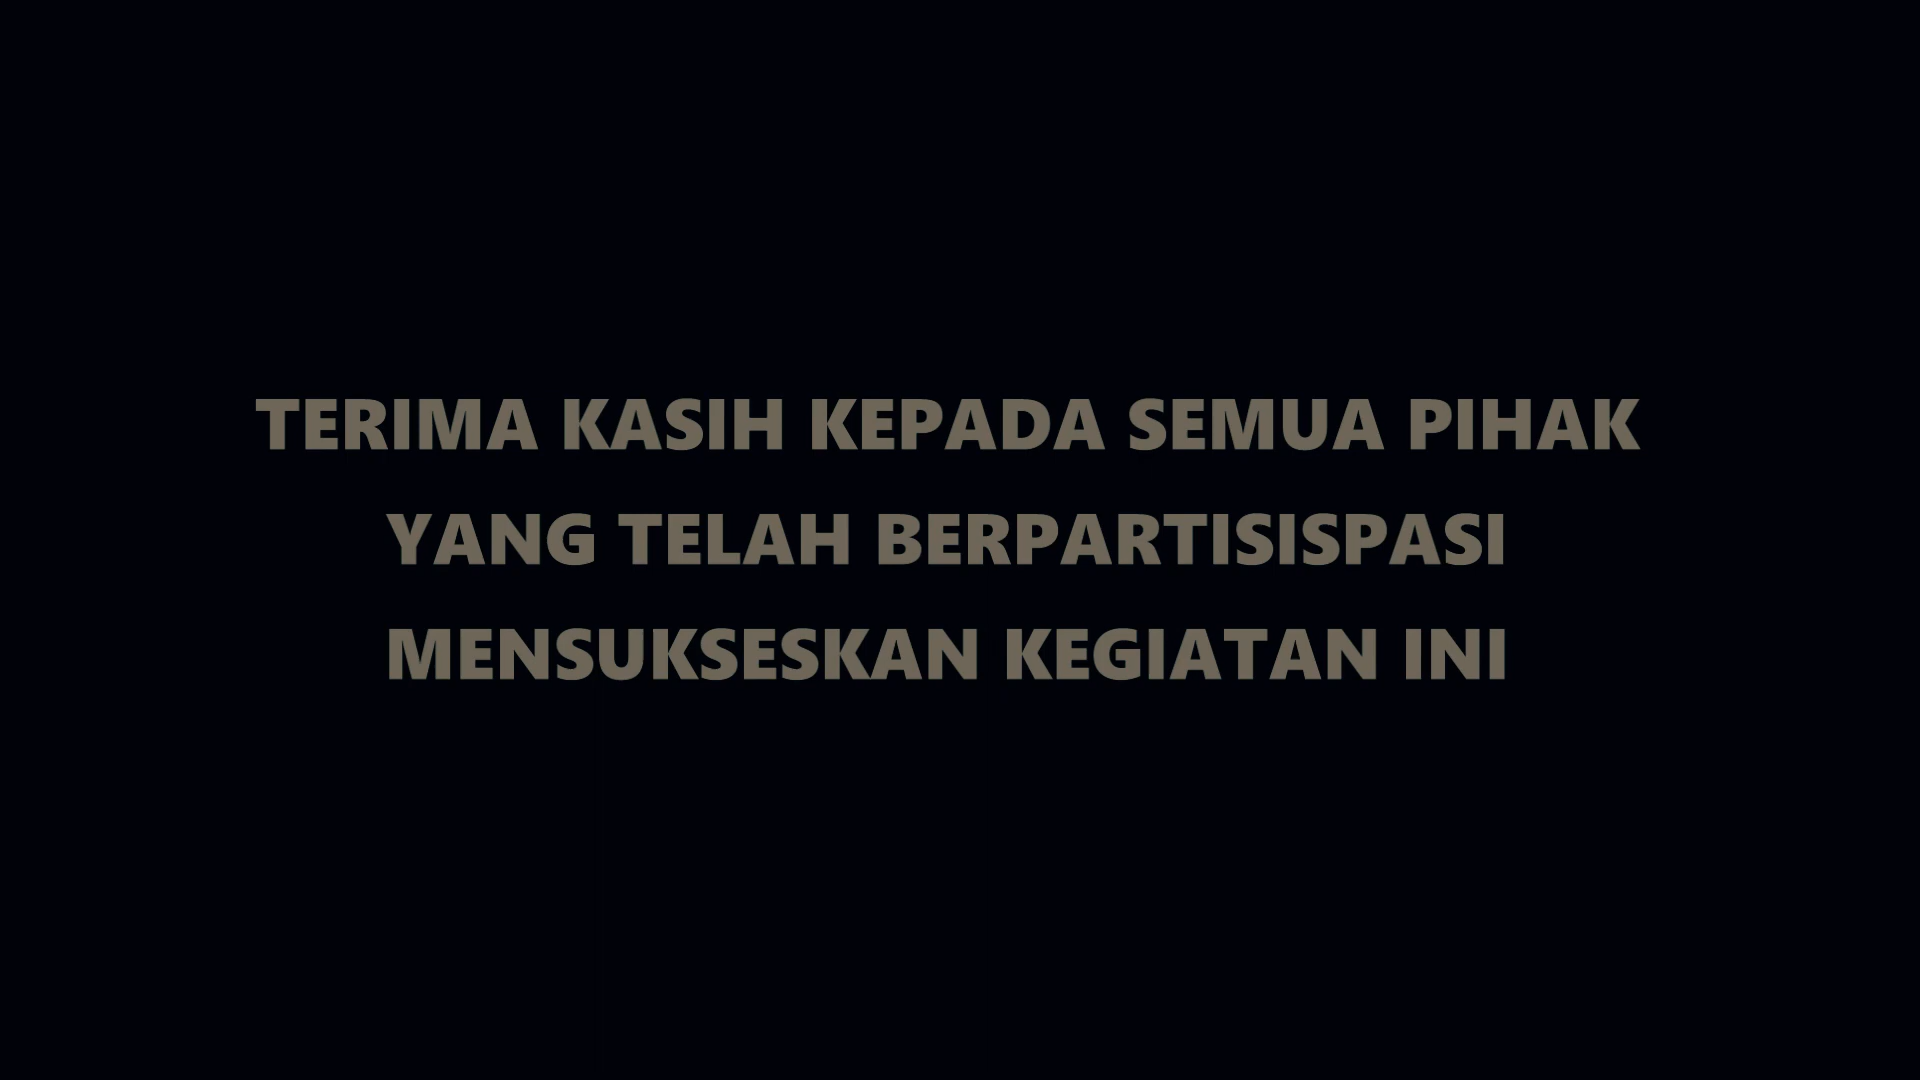 TERIMA KASIH KEPADA SEMUA PIHAK
YANG TELAH BERPARTISISPASI
MENSUKSESKAN KEGIATAN INI